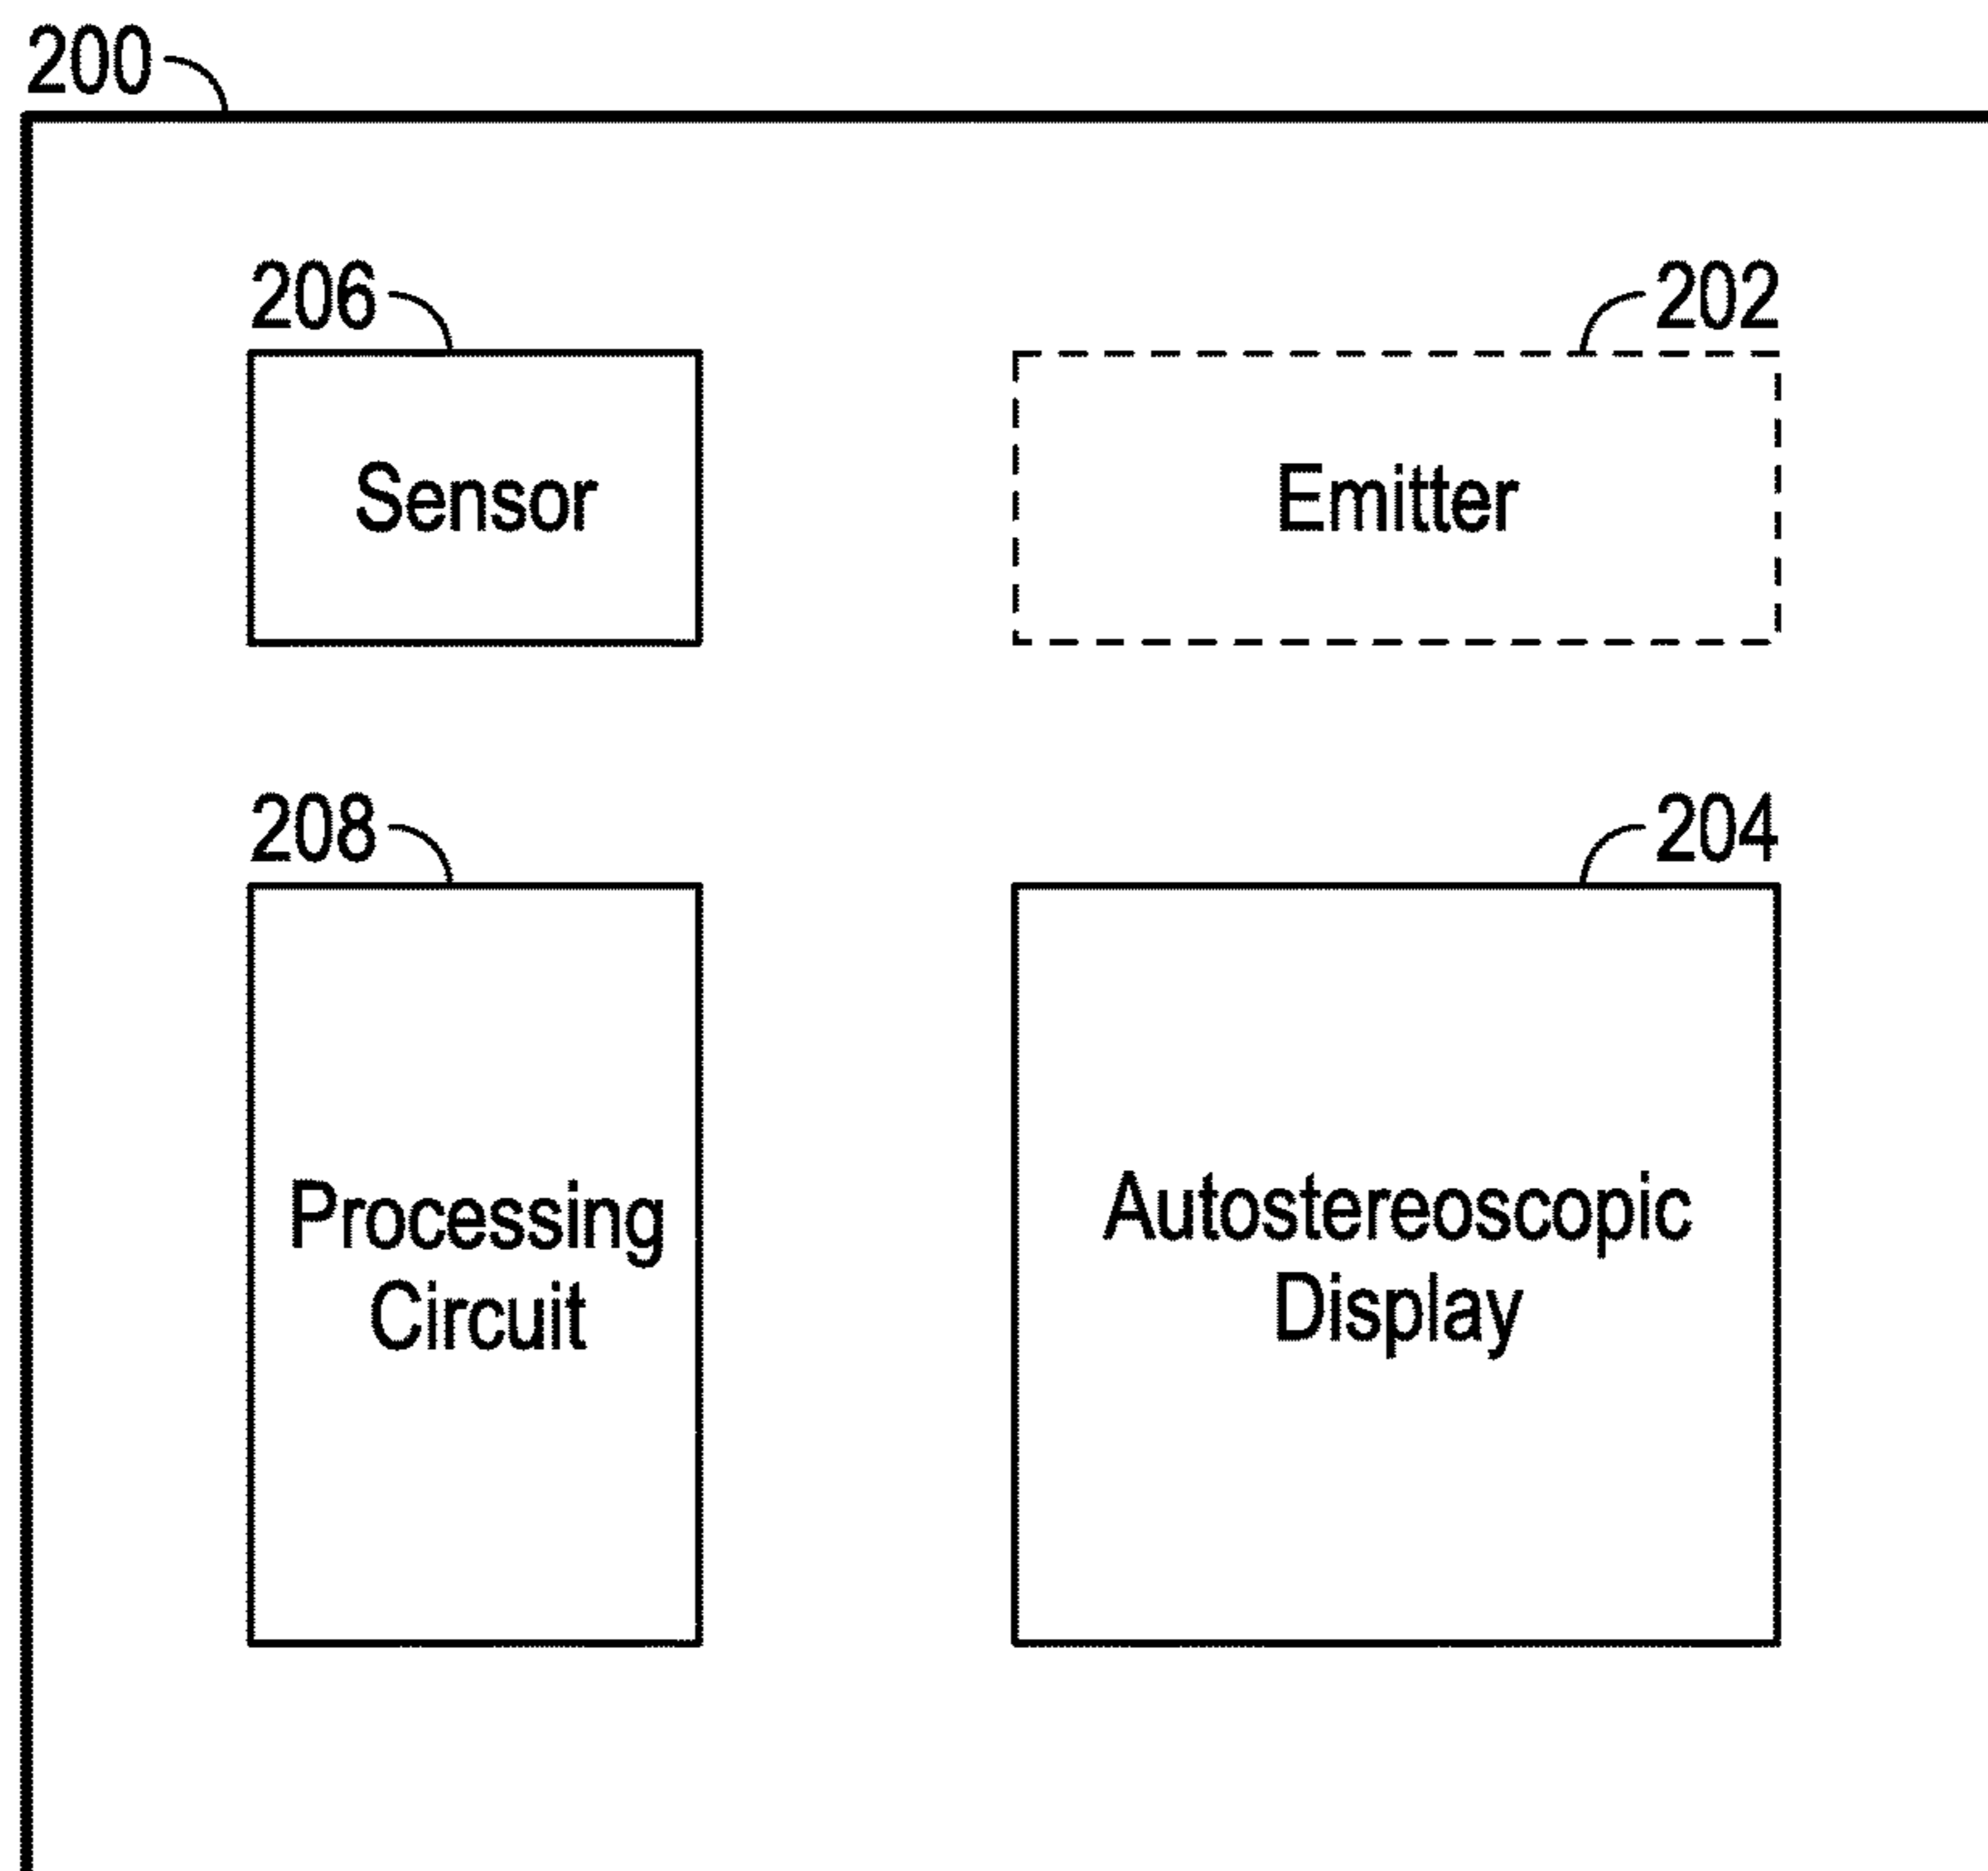 200
206
202
Sensor
Emitter
208
204
Processing
Circuit
Autostereoscopic
Display